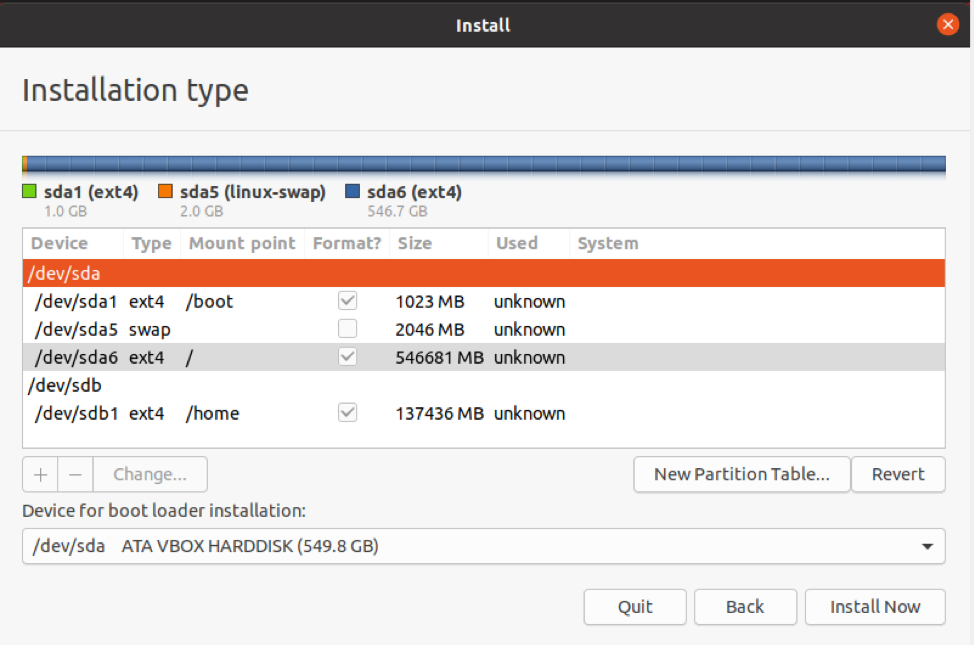 Install
Installation type
sda1 (ext4) sda5 (linux-swap) sda6 (ext4)
1.0 GB 2.0 GB 546.7 GB
Device Type Mount point Format? Size Used System
/dev/sda
/dev/sda1 ext4 /boot 1023 MB unknown
/dev/sda5 swap 2046 MB unknown
/dev/sda6 ext4 / 546681 MB unknown
/dev/sdb
/dev/sdb1 ext4 /home 137436 MB unknown
+ − Change... New Partition Table... Revert
Device for boot loader installation:
/dev/sda ATA VBOX HARDDISK (549.8 GB)
Quit Back Install Now